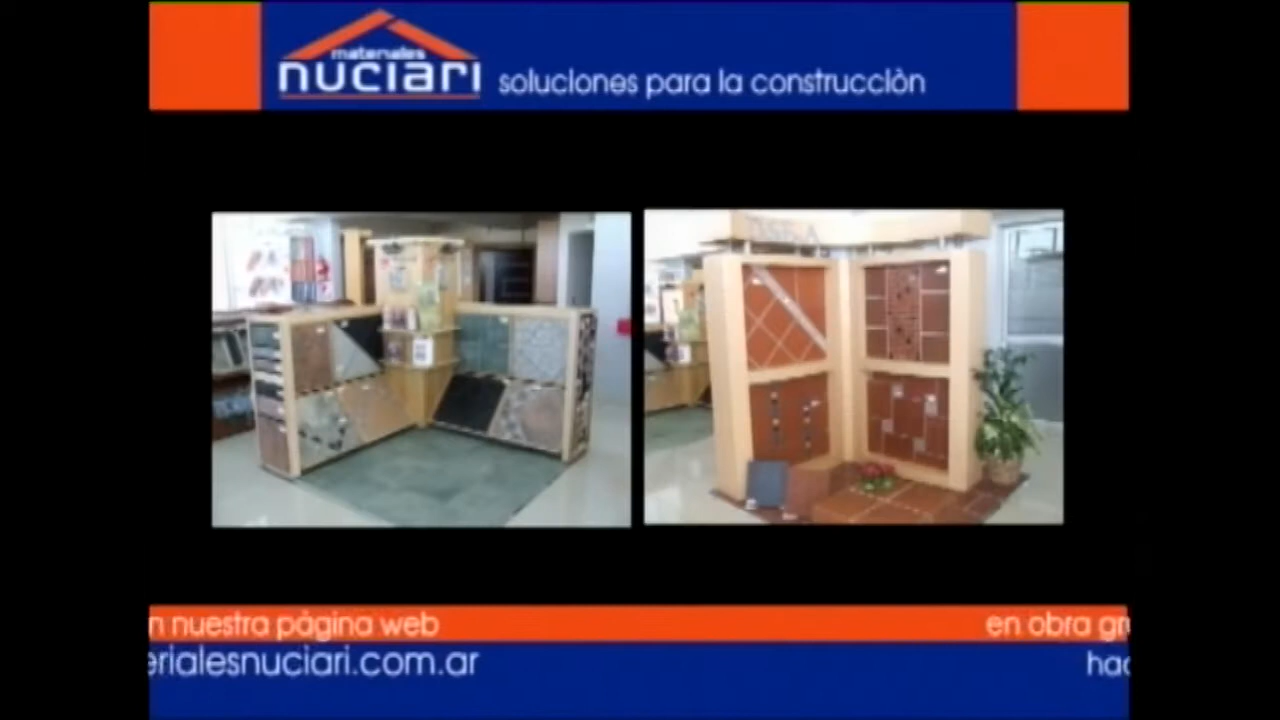 materiales
nuciari
soluciones para la construcciòn
n nuestra página web
en obra gr
erialesnuciari.com.ar
hac